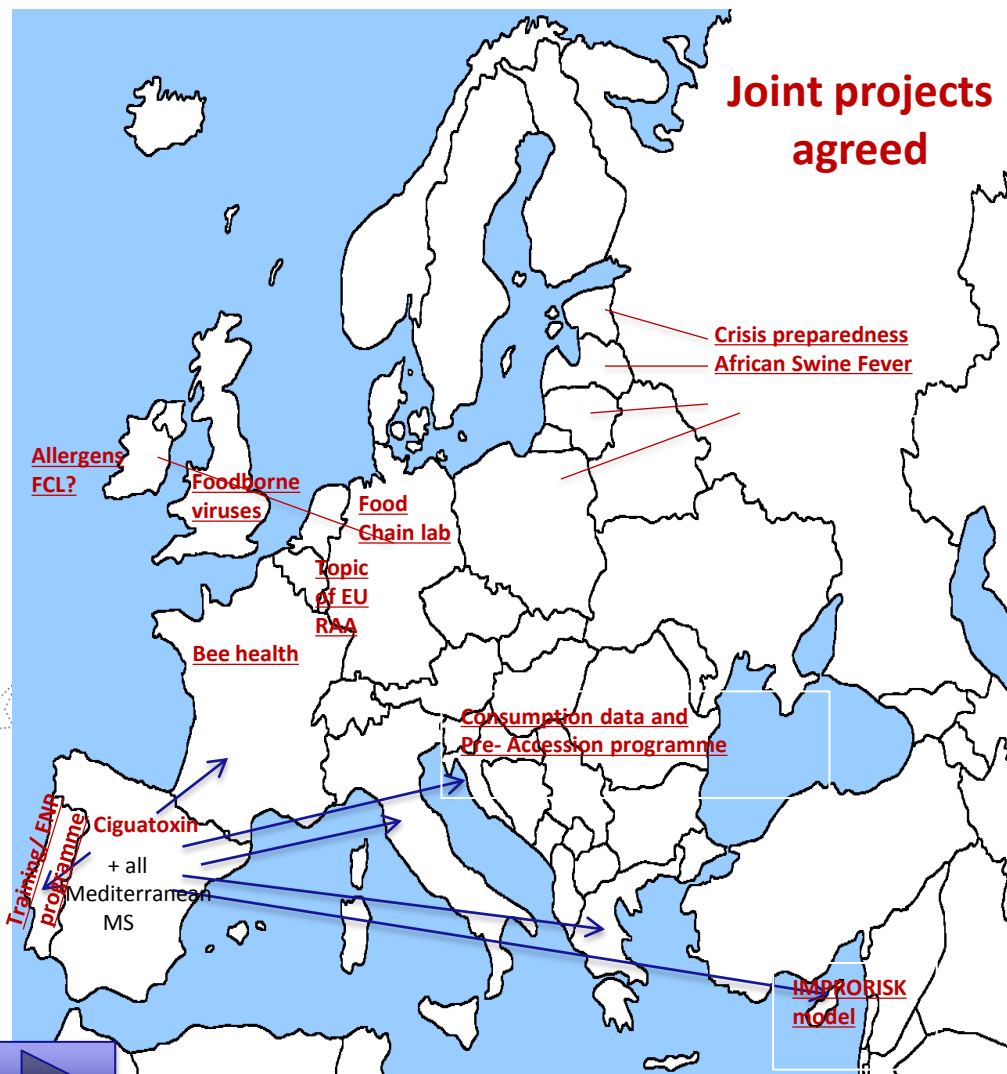 Joint projects
agreed
Crisis preparedness
African Swine Fever
Allergens
FCL?
Foodborne
viruses
Food
Chain lab
Topic
of EU
RAA
Bee health
Consumption data and
Pre- Accession programme
Training/ ENP
programme
Ciguatoxin
+ all
Mediterranean
MS
IMPRORISK
model